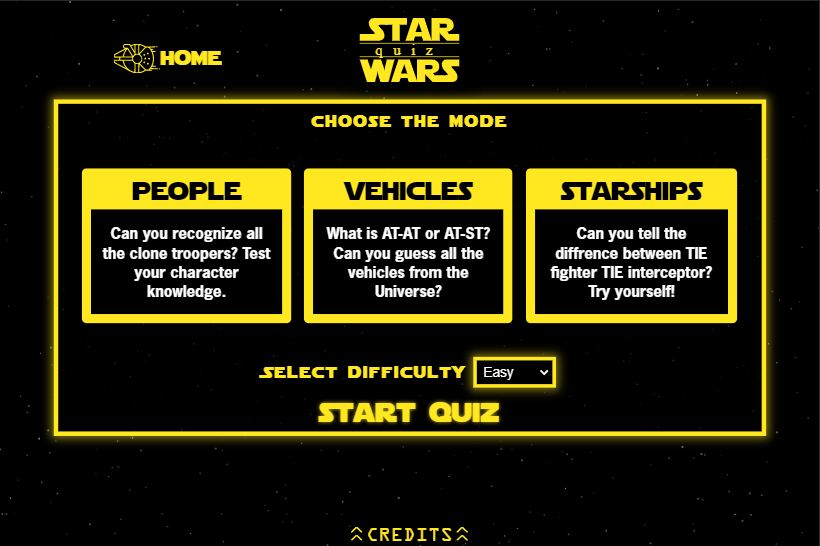 STAR
quiz
WARS
HOME
CHOOSE THE MODE
PEOPLE
Can you recognize all
the clone troopers? Test
your character
knowledge.
VEHICLES
What is AT-AT or AT-ST?
Can you guess all the
vehicles from the
Universe?
STARSHIPS
Can you tell the
diffrence between TIE
fighter TIE interceptor?
Try yourself!
SELECT DIFFICULTY Easy
START QUIZ
CREDITS